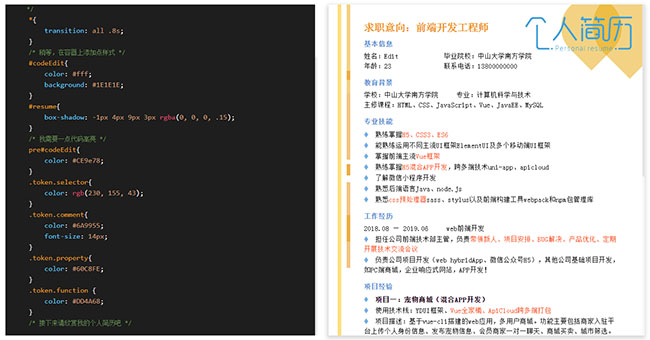 */
*{
transition: all .8s;
}
/* 稍等，在容器上添加点样式 */
#codeEdit{
color: #fff;
background: #1E1E1E;
}
#resume{
box-shadow: -1px 4px 9px 3px rgba(0, 0, 0, .15);
}
/* 我需要一点代码高亮 */
pre#codeEdit{
color: #CE9e78;
}
.token.selector{
color: rgb(230, 155, 43);
}
.token.comment{
color: #6A9955;
font-size: 14px;
}
.token.property{
color: #60C8FE;
}
.token.function {
color: #DD4A68;
}
/* 接下来请欣赏我的个人简历吧 */
个人简历
Personal resume
求职意向: 前端开发工程师
基本信息
姓名：Edit 毕业院校：中山大学南方学院
年龄：23 联系电话：13800000000
教育背景
学校：中山大学南方学院 专业：计算机科学与技术
主修课程：HTML、CSS、JavaScript、Vue、JavaEE、MySQL
专业技能
熟练掌握H5、CSS3、ES6
能熟练运用不同主流UI框架ElementUI及多个移动端UI框架
掌握前端主流Vue框架
熟练掌握H5混合APP开发，跨多端技术uni-app、apicloud
了解微信小程序开发
熟悉后端语言Java、node.js
熟悉css预处理器sass、stylus以及前端构建工具webpack和npm包管理库
工作经历
2018.08 — 2019.06 web前端开发
担任公司前端技术部主管，负责带领新人、项目安排、BUG解决、产品优化、定期
开展技术交流会议
负责公司项目开发（web hybridApp、微信公众号H5），其他公司基础项目开发，
如PC端商城，企业响应式网站，APP开发！
项目经验
项目一：宠物商城（混合APP开发）
使用技术栈：YDUI框架、Vue全家桶、ApiCloud跨多端打包
项目描述：基于vue-cli搭建的web应用，多用户商城。功能主要包括商家入驻平
台上传个人身份信息、发布宠物信息、会员商家一对一聊天、商城买卖、城市筛选。